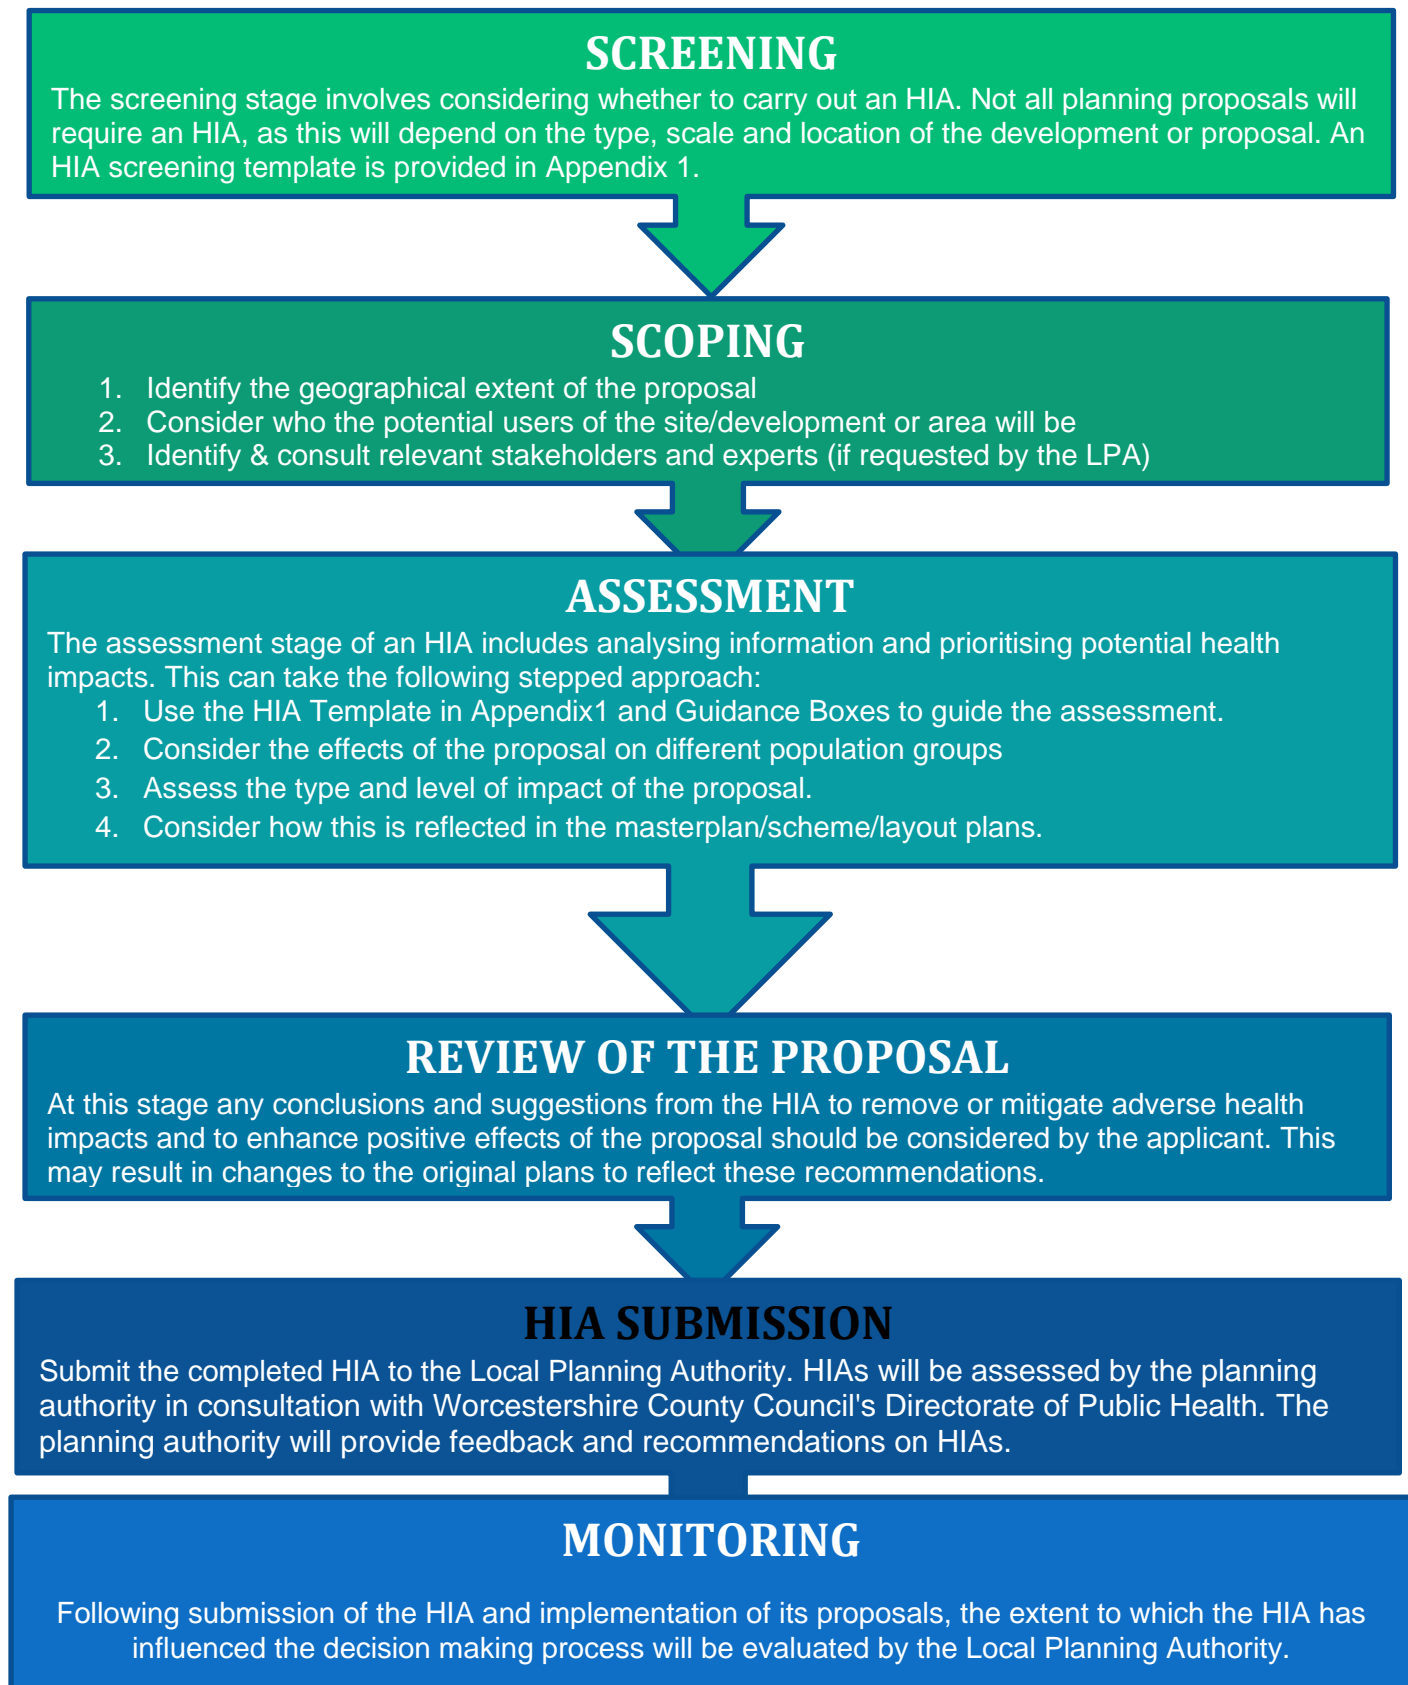 SCREENING
The screening stage involves considering whether to carry out an HIA. Not all planning proposals will
require an HIA, as this will depend on the type, scale and location of the development or proposal. An
HIA screening template is provided in Appendix 1.
SCOPING
1. Identify the geographical extent of the proposal
2. Consider who the potential users of the site/development or area will be
3. Identify & consult relevant stakeholders and experts (if requested by the LPA)
ASSESSMENT
The assessment stage of an HIA includes analysing information and prioritising potential health
impacts. This can take the following stepped approach:
1. Use the HIA Template in Appendix1 and Guidance Boxes to guide the assessment.
2. Consider the effects of the proposal on different population groups
3. Assess the type and level of impact of the proposal.
4. Consider how this is reflected in the masterplan/scheme/layout plans.
REVIEW OF THE PROPOSAL
At this stage any conclusions and suggestions from the HIA to remove or mitigate adverse health
impacts and to enhance positive effects of the proposal should be considered by the applicant. This
may result in changes to the original plans to reflect these recommendations.
HIA SUBMISSION
Submit the completed HIA to the Local Planning Authority. HIAs will be assessed by the planning
authority in consultation with Worcestershire County Council's Directorate of Public Health. The
planning authority will provide feedback and recommendations on HIAs.
MONITORING
Following submission of the HIA and implementation of its proposals, the extent to which the HIA has
influenced the decision making process will be evaluated by the Local Planning Authority.